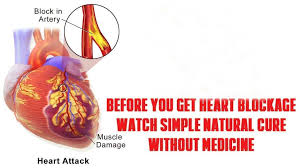 Block in
Artery
Muscle
Damage
Heart Attack
BEFORE YOU GET HEART BLOCKAGE
WATCH SIMPLE NATURAL CURE
WITHOUT MEDICINE